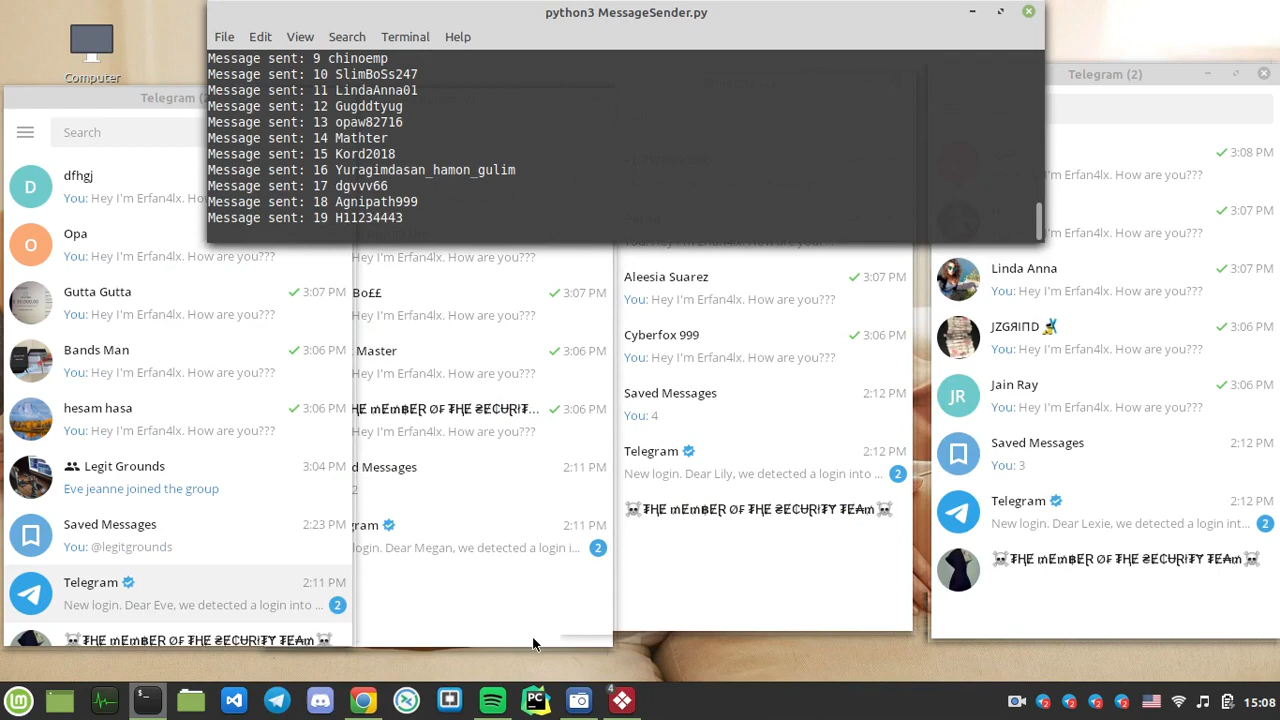 python3 MessageSender.py
File Edit View Search Terminal Help
Message sent: 9 chinoemp
Message sent: 10 SlimBoSs247
Message sent: 11 LindaAnna01
Message sent: 12 Gugddtyug
Message sent: 13 opaw82716
Message sent: 14 Mathter
Message sent: 15 Kord2018
Message sent: 16 Yuragimdasan_hamon_gulim
Message sent: 17 dgvvv66
Message sent: 18 Agnipath999
Message sent: 19 H11234443
Computer
Telegram (
Search
D
dfhgj
You: Hey I'm Erfan4lx. Ho
O
Opa
You: Hey I'm Erfan4lx. How are you???
Gutta Gutta 3:07 PM
You: Hey I'm Erfan4lx. How are you???
Bands Man 3:06 PM
You: Hey I'm Erfan4lx. How are you???
hesam hasa 3:06 PM
You: Hey I'm Erfan4lx. How are you???
Legit Grounds 3:04 PM
Eve jeanne joined the group
Saved Messages 2:23 PM
You: @legitgrounds
Telegram 2:11 PM
New login. Dear Eve, we detected a login into ... 2
Hey I'm Erfan4lx. How are you???
Bo££ 3:07 PM
Hey I'm Erfan4lx. How are you???
Master 3:06 PM
Hey I'm Erfan4lx. How are you???
3:06 PM
Hey I'm Erfan4lx. How are you???
d Messages 2:11 PM
2
gram 2:11 PM
login. Dear Megan, we detected a login i... 2
You: Hey I'm Erfan4lx. How are you???
Aleesia Suarez 3:07 PM
You: Hey I'm Erfan4lx. How are you???
Cyberfox 999 3:06 PM
You: Hey I'm Erfan4lx. How are you???
Saved Messages 2:12 PM
You: 4
Telegram 2:12 PM
New login. Dear Lily, we detected a login into ... 2
Telegram (2)
3:08 PM
You: Hey I'm Erfan4lx. How are you???
3:07 PM
You: Hey I'm Erfan4lx. How are you???
Linda Anna 3:07 PM
You: Hey I'm Erfan4lx. How are you???
JZGЯIПD 3:06 PM
You: Hey I'm Erfan4lx. How are you???
JR
Jain Ray 3:06 PM
You: Hey I'm Erfan4lx. How are you???
Saved Messages 2:12 PM
You: 3
Telegram 2:12 PM
New login. Dear Lexie, we detected a login int... 2
4
2 2 2 2
15:08